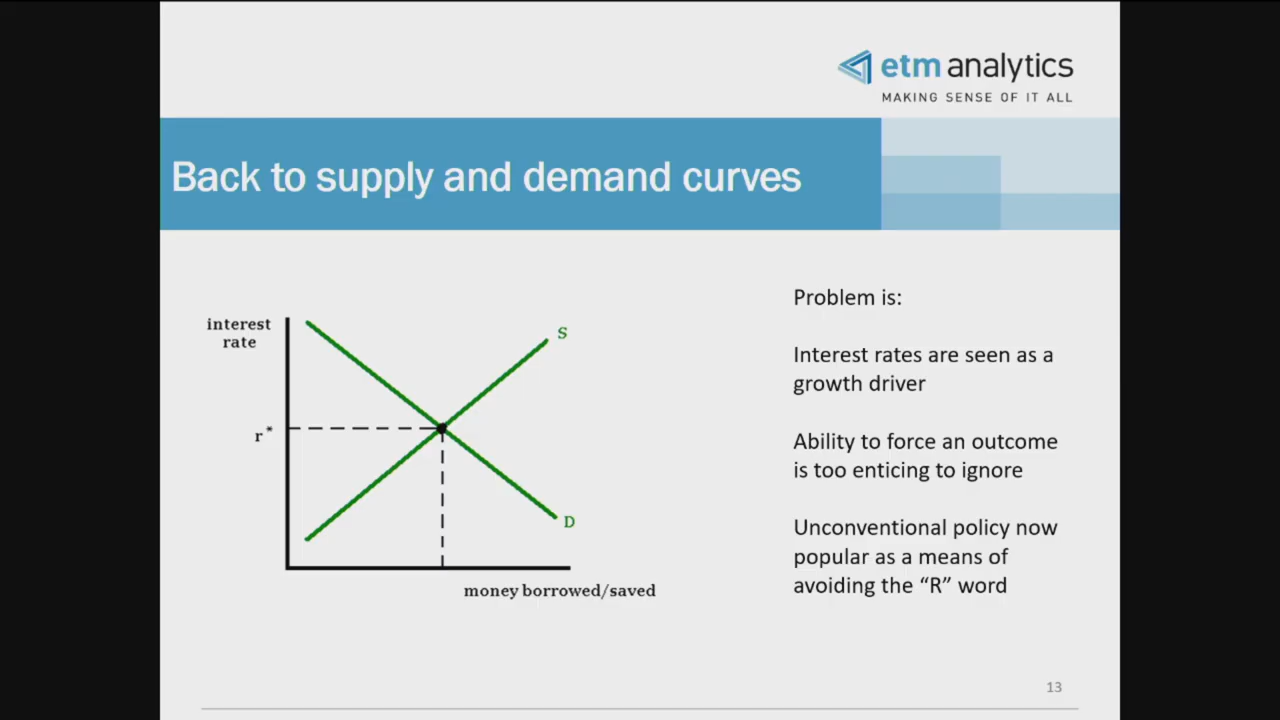 etm analytics
MAKING SENSE OF IT ALL
Back to supply and demand curves
interest
rate
r*
S
D
money borrowed/saved
Problem is:
Interest rates are seen as a
growth driver
Ability to force an outcome
is too enticing to ignore
Unconventional policy now
popular as a means of
avoiding the “R” word
13